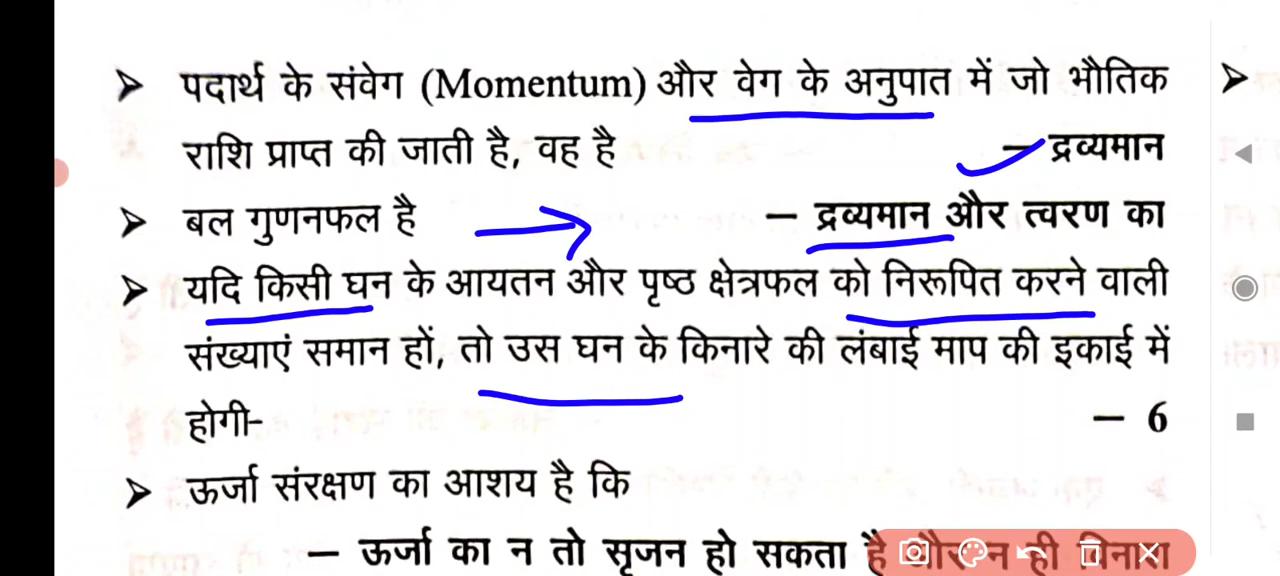 ➤ पदार्थ के संवेग (Momentum) और वेग के अनुपात में जो भौतिक
राशि प्राप्त की जाती है, वह है – द्रव्यमान
➤ बल गुणनफल है – द्रव्यमान और त्वरण का
➤ यदि किसी घन के आयतन और पृष्ठ क्षेत्रफल को निरूपित करने वाली
संख्याएं समान हों, तो उस घन के किनारे की लंबाई माप की इकाई में
होगी- – 6
➤ ऊर्जा संरक्षण का आशय है कि
– ऊर्जा का न तो सृजन हो सकता है और न ही विनाश